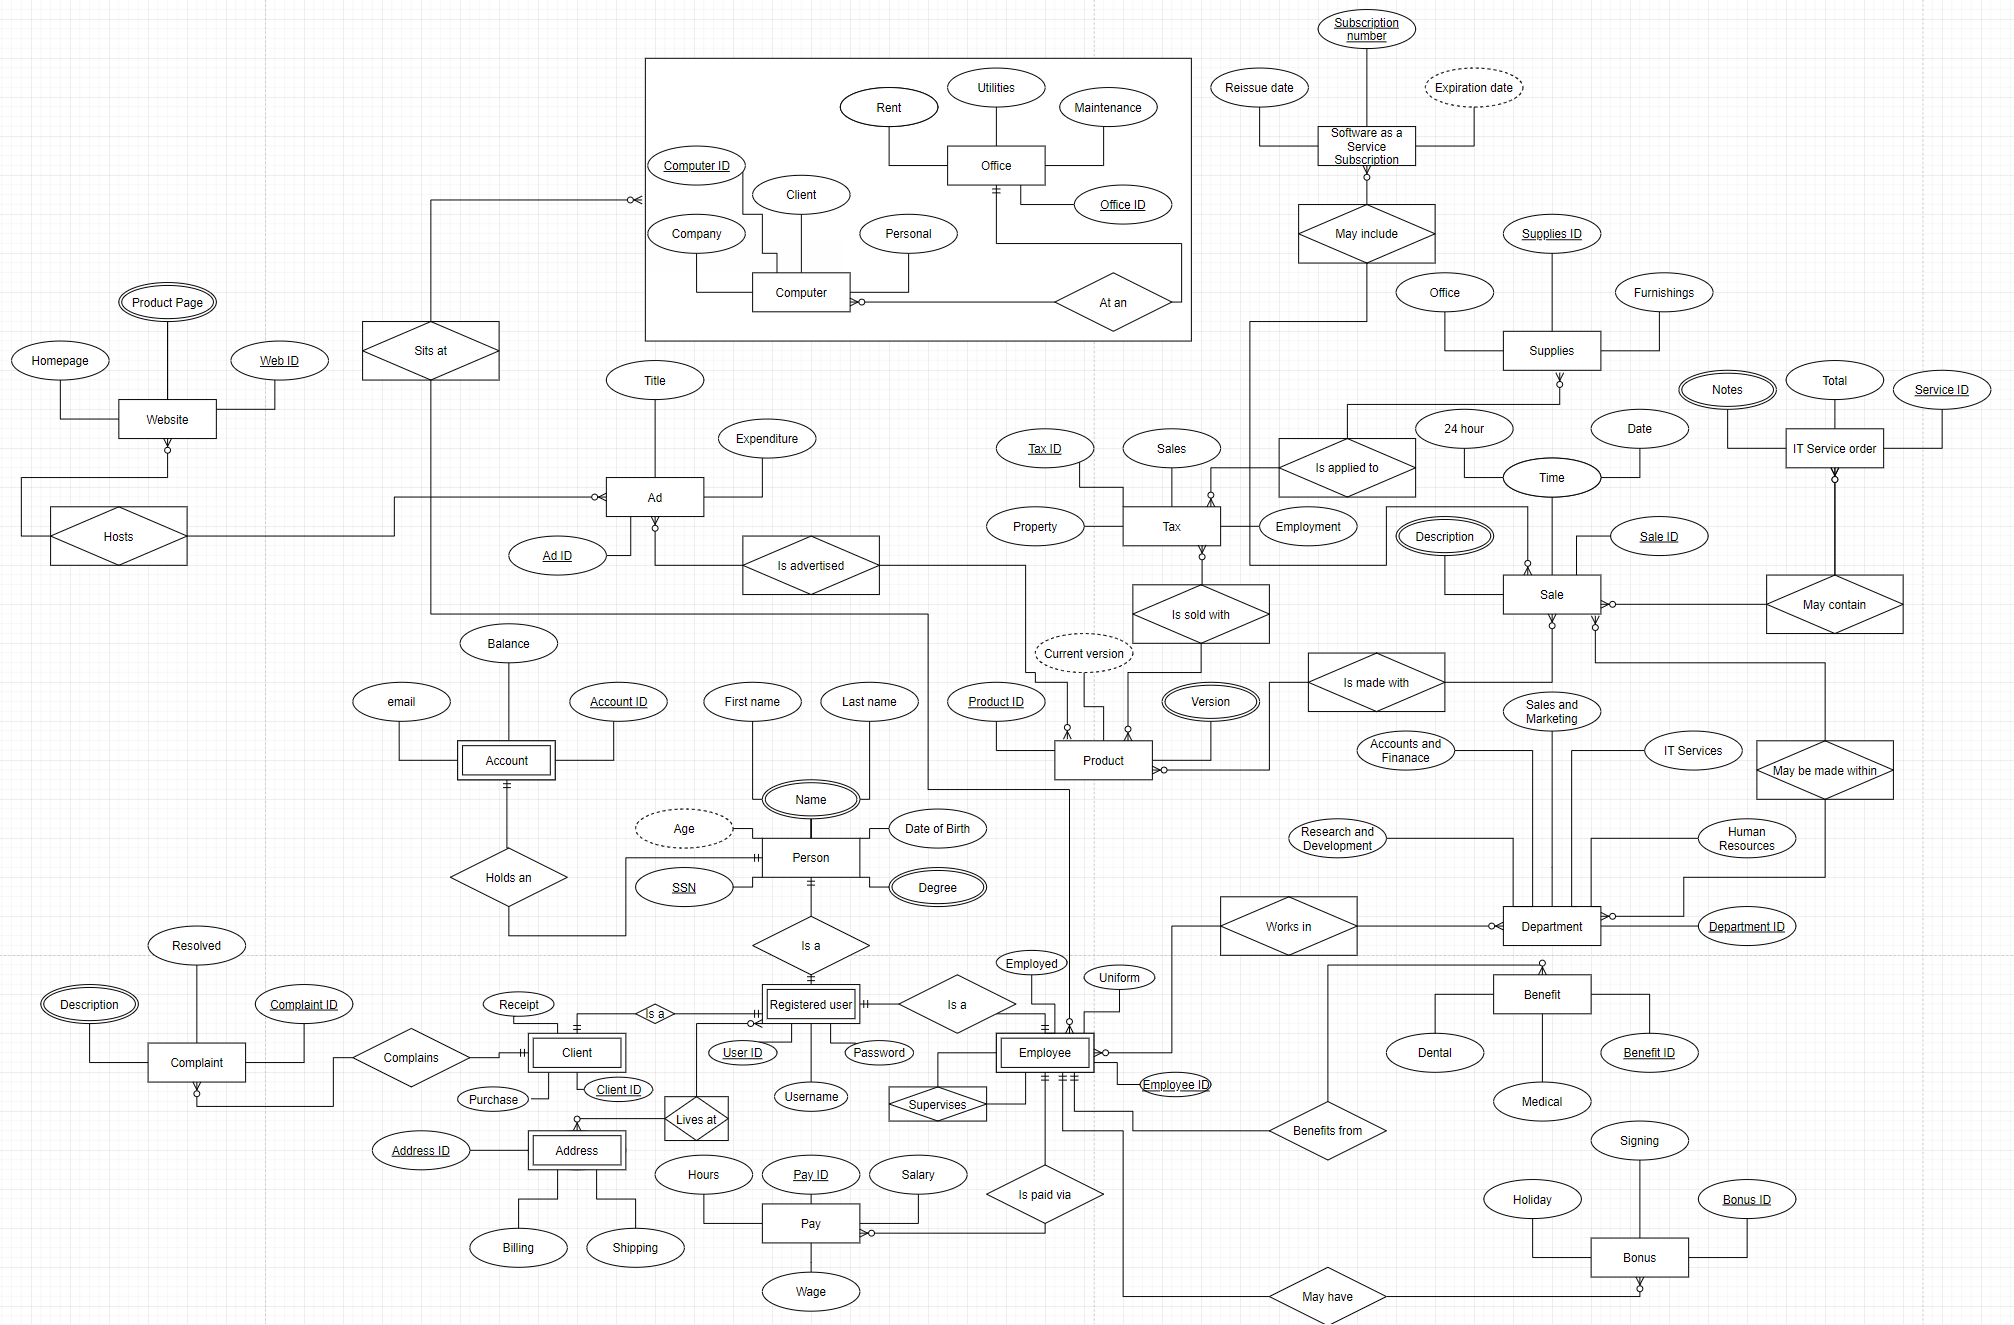 Subscription
number
Reissue date
Expiration date
Software as a
Service
Subscription
Utilities
Rent
Maintenance
Office
Computer ID
Client
Office ID
Company
Personal
Computer
At an
May include
Supplies ID
Office
Furnishings
Supplies
Product Page
Homepage
Web ID
Website
Sits at
Title
Expenditure
Ad
Ad ID
Hosts
Is advertised
Tax ID
Sales
Property
Tax
Employment
Is applied to
24 hour
Date
Time
Notes
Total
Service ID
IT Service order
Description
Sale ID
Sale
May contain
Is sold with
Current version
Is made with
Product ID
Version
Product
Balance
email
Account ID
Account
First name
Last name
Name
Age
Date of Birth
Person
SSN
Degree
Holds an
Is a
Sales and
Marketing
Accounts and
Finanace
IT Services
May be made within
Research and
Development
Human
Resources
Works in
Department
Department ID
Resolved
Description
Complaint ID
Complaint
Complains
Receipt
Is a
Registered user
Is a
Employed
Uniform
Client
User ID
Password
Employee
Purchase
Client ID
Username
Supervises
Employee ID
Lives at
Address ID
Address
Billing
Shipping
Hours
Pay ID
Salary
Pay
Wage
Is paid via
Benefit
Dental
Benefit ID
Medical
Benefits from
Signing
Holiday
Bonus ID
Bonus
May have